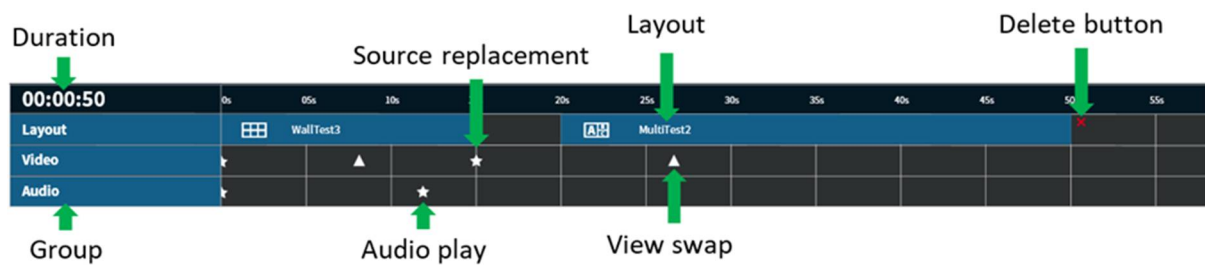 Duration
Source replacement
Layout
Delete button
00:00:50
0s 05s 10s 20s 25s 30s 35s 40s 45s 50 55s
Layout WallTest3 MultiTest2
Video
Audio
Group
Audio play
View swap